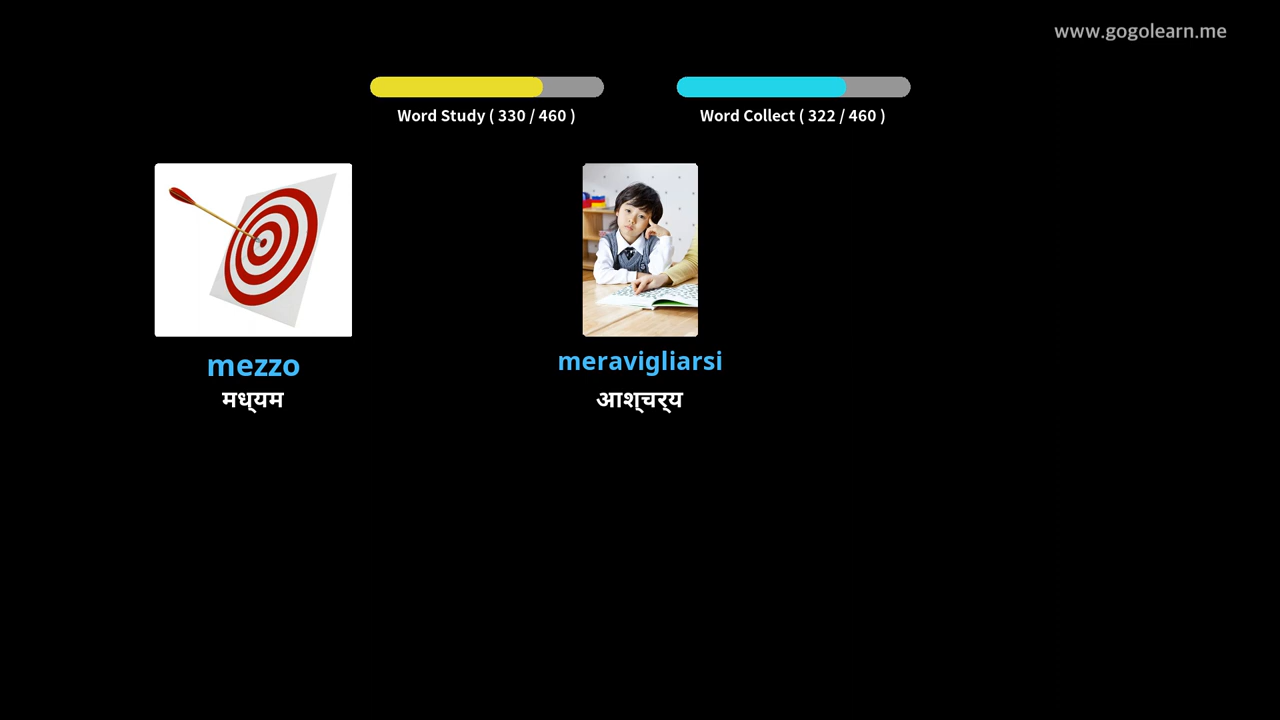 www.gogolearn.me
Word Study ( 330 / 460 )
Word Collect ( 322 / 460 )
mezzo
मध्यम
meravigliarsi
आश्चर्य